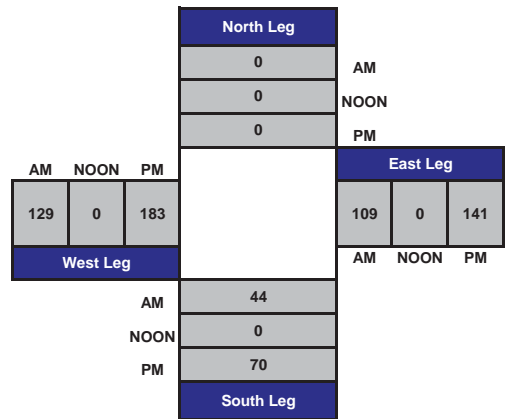 North Leg
0
AM
0
NOON
0
PM
AM NOON PM
East Leg
129 0 183
109 0 141
West Leg
AM NOON PM
AM
44
NOON
0
PM
70
South Leg